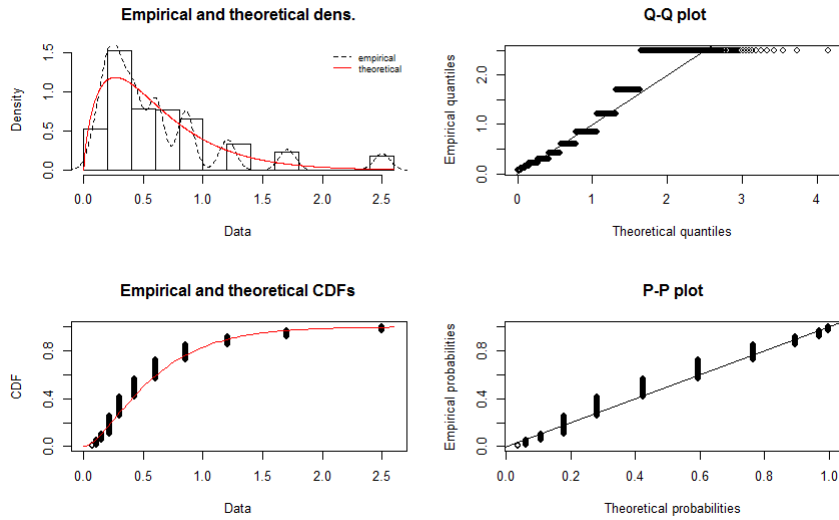 Empirical and theoretical dens.
Density
0.0 0.5 1.0 1.5
empirical
theoretical
0.0 0.5 1.0 1.5 2.0 2.5
Data
Q-Q plot
Empirical quantiles
0.0 1.0 2.0
0 1 2 3 4
Theoretical quantiles
Empirical and theoretical CDFs
CDF
0.0 0.4 0.8
0.0 0.5 1.0 1.5 2.0 2.5
Data
P-P plot
Empirical probabilities
0.0 0.4 0.8
0.0 0.2 0.4 0.6 0.8 1.0
Theoretical probabilities